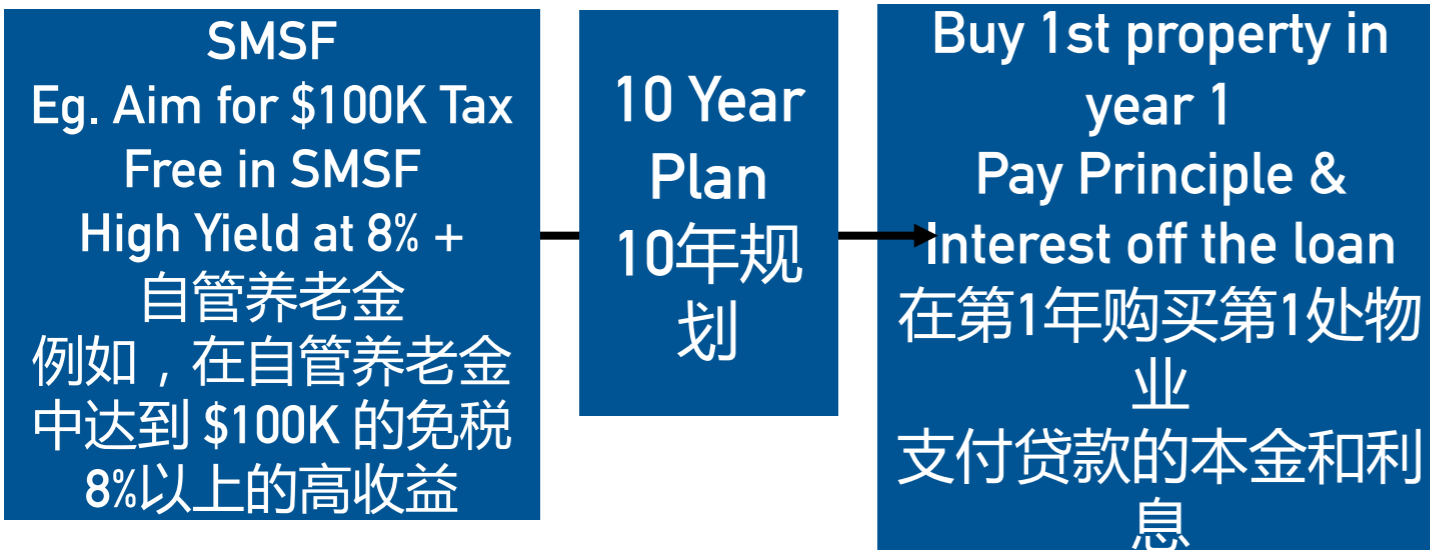 SMSF
Eg. Aim for $100K Tax
Free in SMSF
High Yield at 8% +
自管养老金
例如，在自管养老金
中达到 $100K 的免税
8%以上的高收益
10 Year
Plan
10年规
划
Buy 1st property in
year 1
Pay Principle &
Interest off the loan
在第1年购买第1处物
业
支付贷款的本金和利
息